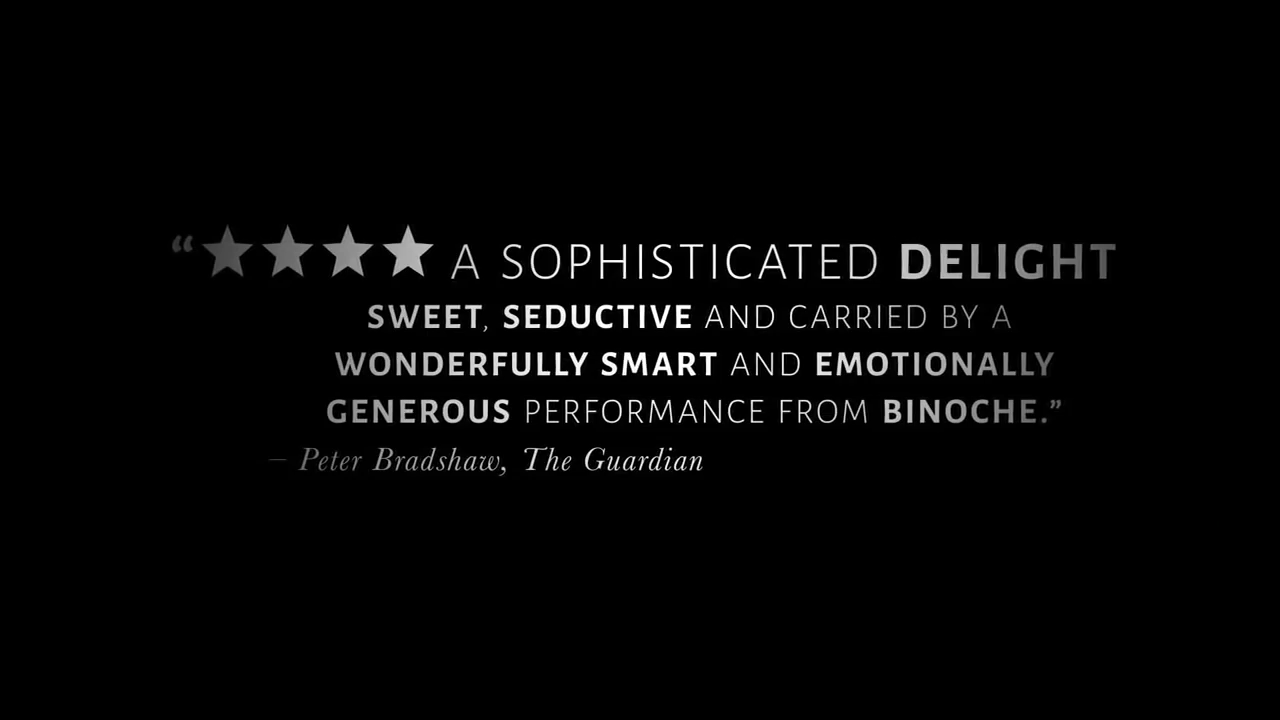 “★★★★ A SOPHISTICATED DELIGHT
SWEET, SEDUCTIVE AND CARRIED BY A
WONDERFULLY SMART AND EMOTIONALLY
GENEROUS PERFORMANCE FROM BINOCHE.”
– Peter Bradshaw, The Guardian